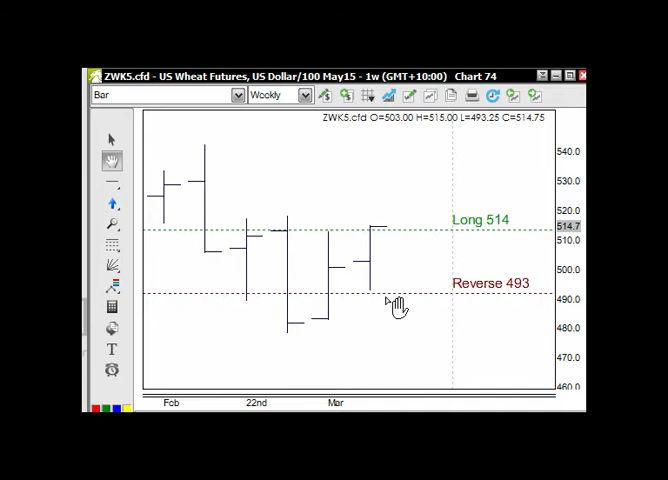 ZWK5.cfd - US Wheat Futures, US Dollar/100 May15 - 1w (GMT+10:00) Chart 74
Bar
Weekly
ZWK5.cfd O=503.00 H=515.00 L=493.25 C=514.75
540.0
530.0
520.0
Long 514
514.7
510.0
500.0
Reverse 493
490.0
480.0
470.0
460.0
Feb
22nd
Mar
T